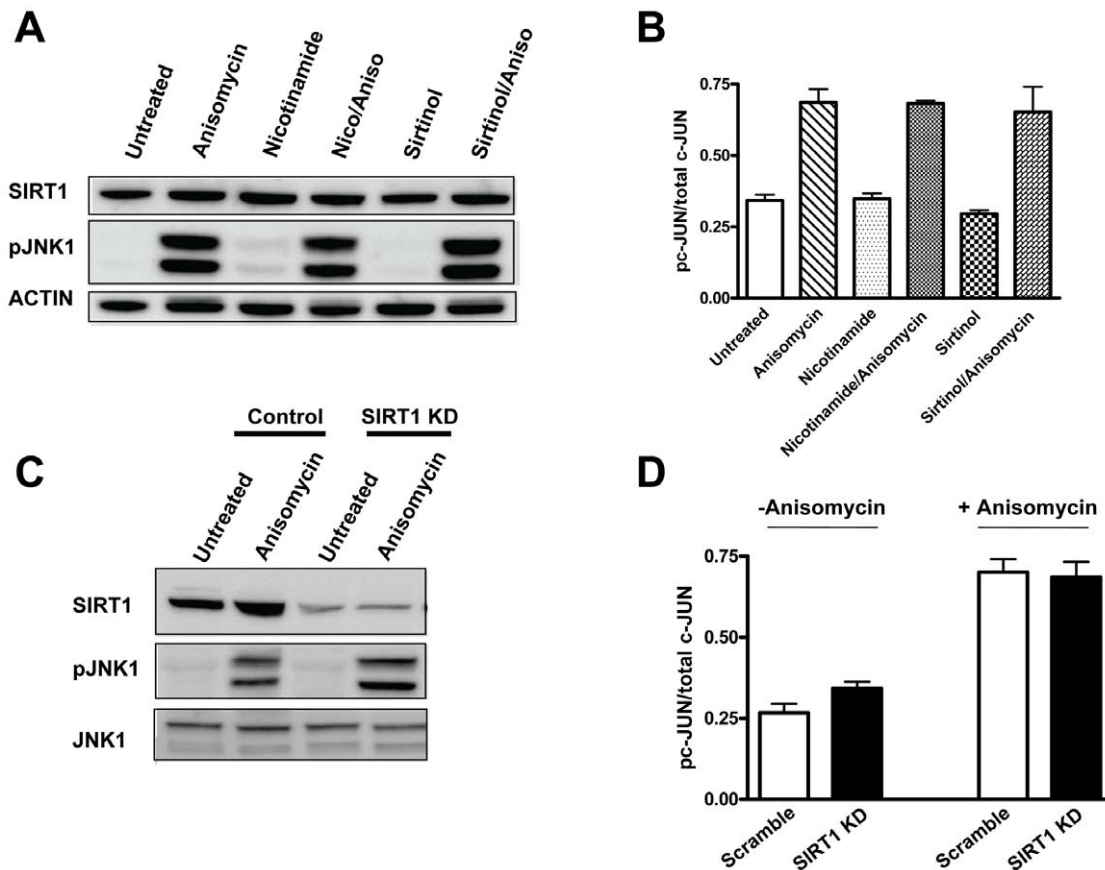 A
Untreated
Anisomycin
Nicotinamide
Nico/Aniso
Sirtinol
Sirtinol/Aniso
SIRT1
pJNK1
ACTIN
B
pc-JUN/total c-JUN
0.75
0.50
0.25
0.00
Untreated
Anisomycin
Nicotinamide
Nicotinamide/Anisomycin
Sirtinol
Sirtinol/Anisomycin
C
Control
SIRT1 KD
Untreated
Anisomycin
Untreated
Anisomycin
SIRT1
pJNK1
JNK1
D
-Anisomycin
+ Anisomycin
pc-JUN/total c-JUN
0.75
0.50
0.25
0.00
Scramble
SIRT1 KD
Scramble
SIRT1 KD